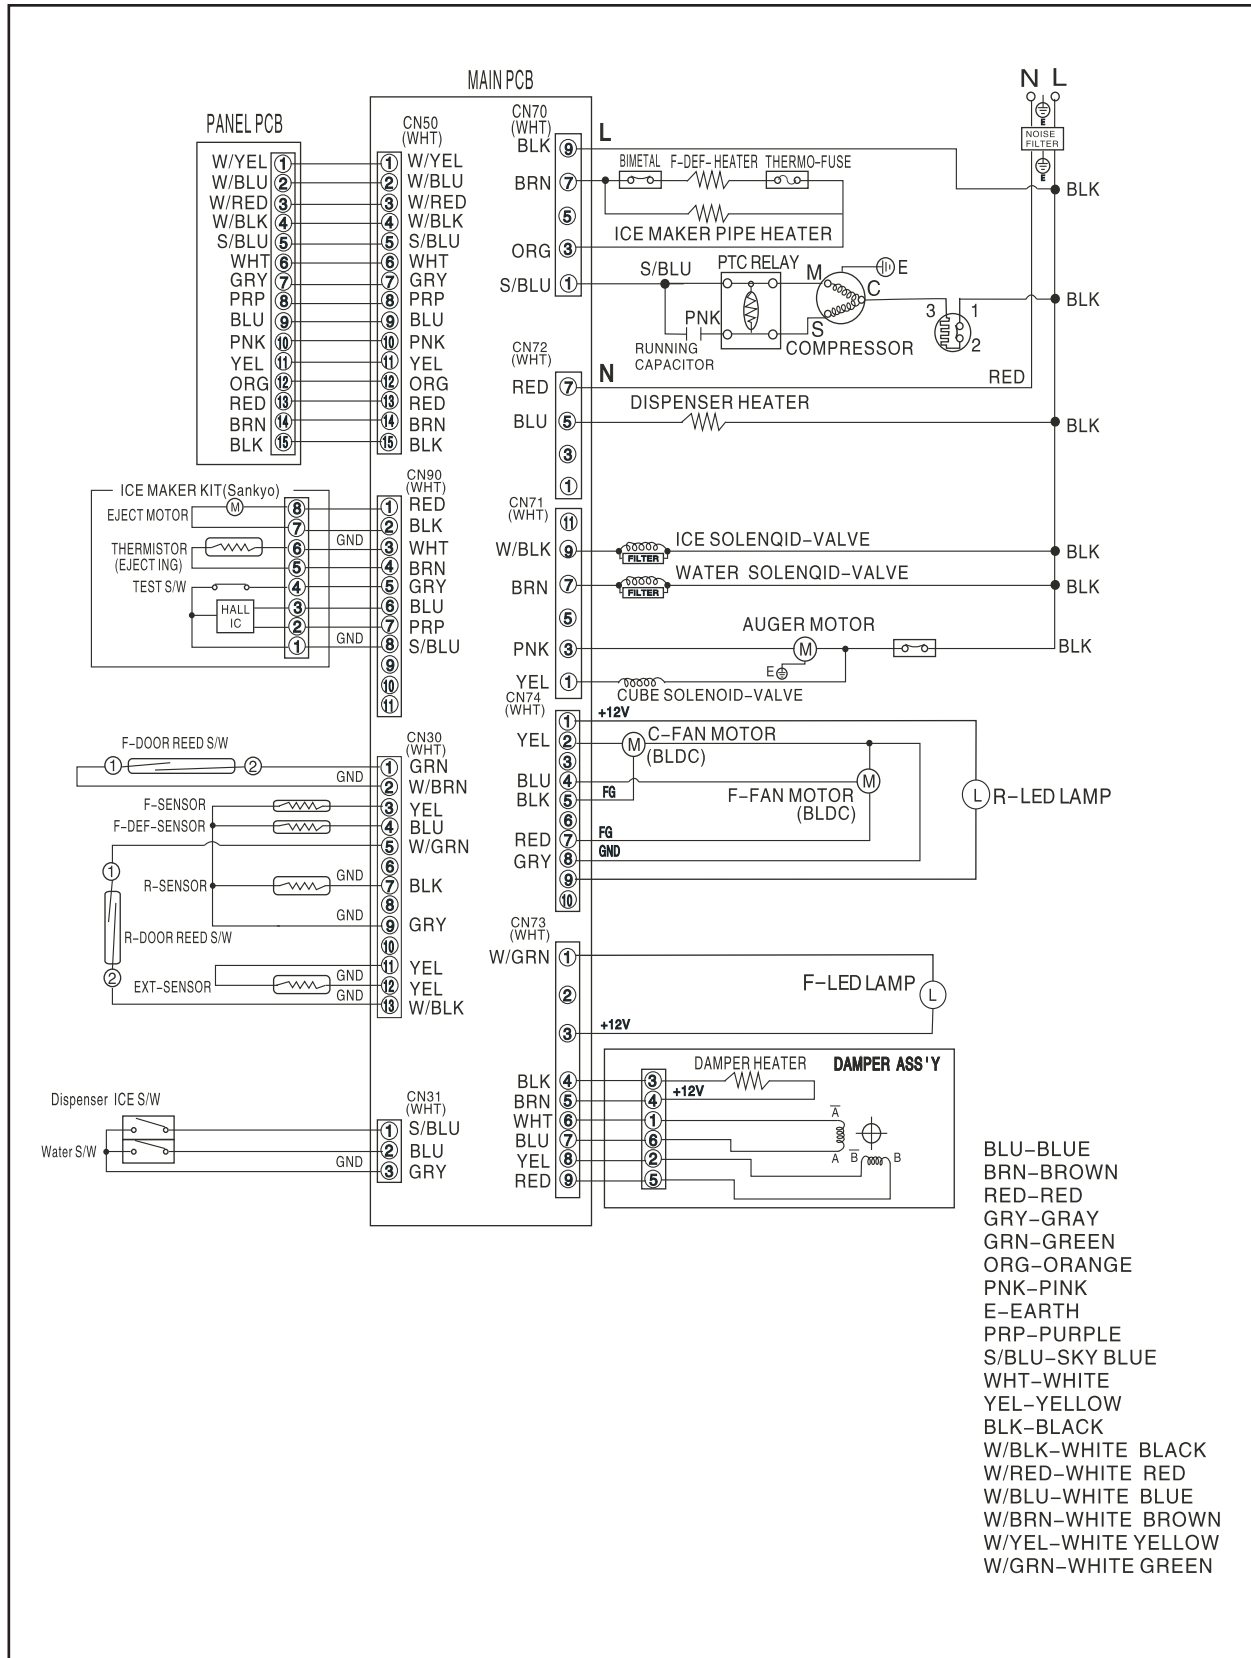 MAIN PCB
N L
E
NOISE
FILTER
E
PANEL PCB
W/YEL 1
W/BLU 2
W/RED 3
W/BLK 4
S/BLU 5
WHT 6
GRY 7
PRP 8
BLU 9
PNK 10
YEL 11
ORG 12
RED 13
BRN 14
BLK 15
CN50
(WHT)
1 W/YEL
2 W/BLU
3 W/RED
4 W/BLK
5 S/BLU
6 WHT
7 GRY
8 PRP
9 BLU
10 PNK
11 YEL
12 ORG
13 RED
14 BRN
15 BLK
CN70
(WHT)
BLK 9 L
BRN 7
5
ORG 3
S/BLU 1
BIMETAL F-DEF-HEATER THERMO-FUSE
ICE MAKER PIPE HEATER
BLK
S/BLU PTC RELAY M E
C
S
PNK
RUNNING
CAPACITOR
COMPRESSOR
3 1
2
BLK
CN72
(WHT)
RED 7 N
RED
BLU 5
3
1
DISPENSER HEATER
BLK
ICE MAKER KIT(Sankyo)
EJECT MOTOR M
THERMISTOR
(EJECT ING)
TEST S/W
HALL
IC
8
7
6 GND
5
4
3
2
1 GND
CN90
(WHT)
1 RED
2 BLK
3 WHT
4 BRN
5 GRY
6 BLU
7 PRP
8 S/BLU
9
10
11
CN71
(WHT)
11
W/BLK 9
BRN 7
5
PNK 3
YEL 1
ICE SOLENQID-VALVE
FILTER
BLK
WATER SOLENQID-VALVE
FILTER
BLK
AUGER MOTOR
M
E
BLK
CUBE SOLENOID-VALVE
CN74
(WHT)
1 +12V
YEL 2
3
BLU 4
BLK 5 FG
6
RED 7 FG
GRY 8 GND
9
10
M C-FAN MOTOR
(BLDC)
M
F-FAN MOTOR
(BLDC)
L R-LED LAMP
F-DOOR REED S/W
1 2
GND
F-SENSOR
F-DEF-SENSOR
1
R-SENSOR GND
GND
R-DOOR REED S/W
2
EXT-SENSOR GND
GND
CN30
(WHT)
1 GRN
2 W/BRN
3 YEL
4 BLU
5 W/GRN
6
7 BLK
8
9 GRY
10
11 YEL
12 YEL
13 W/BLK
CN73
(WHT)
W/GRN 1
2
3 +12V
BLK 4
BRN 5
WHT 6
BLU 7
YEL 8
RED 9
F-LED LAMP L
DAMPER HEATER DAMPER ASS'Y
3
4 +12V
1
6
2
5
A
A B B
Dispenser ICE S/W
Water S/W
GND
CN31
(WHT)
1 S/BLU
2 BLU
3 GRY
BLU-BLUE
BRN-BROWN
RED-RED
GRY-GRAY
GRN-GREEN
ORG-ORANGE
PNK-PINK
E-EARTH
PRP-PURPLE
S/BLU-SKY BLUE
WHT-WHITE
YEL-YELLOW
BLK-BLACK
W/BLK-WHITE BLACK
W/RED-WHITE RED
W/BLU-WHITE BLUE
W/BRN-WHITE BROWN
W/YEL-WHITE YELLOW
W/GRN-WHITE GREEN